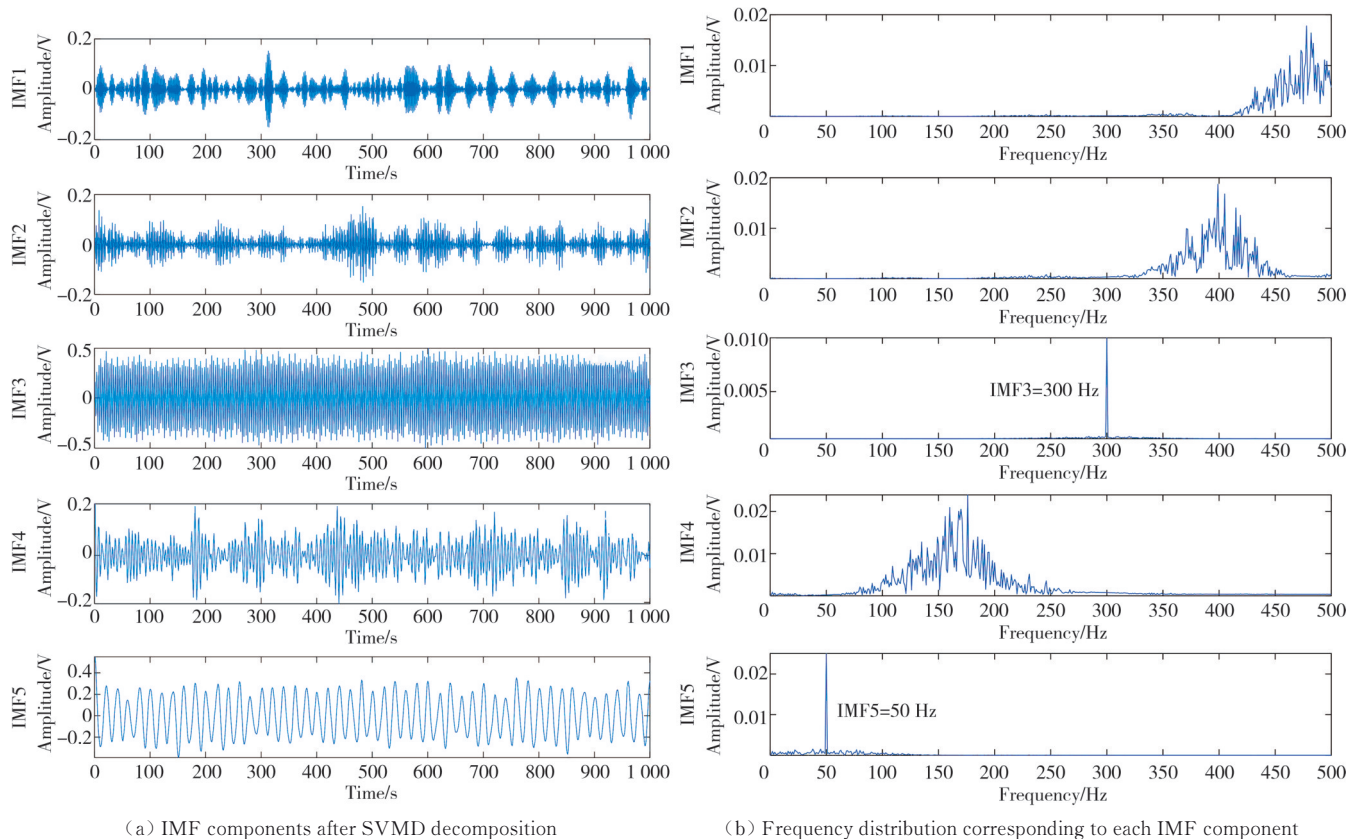 IMF1
Amplitude/V
0.2
0
−0.2
0 100 200 300 400 500 600 700 800 900 1 000
Time/s
IMF2
Amplitude/V
0.2
0
−0.2
0 100 200 300 400 500 600 700 800 900 1 000
Time/s
IMF3
Amplitude/V
0.5
0
−0.5
0 100 200 300 400 500 600 700 800 900 1 000
Time/s
IMF4
Amplitude/V
0.2
0
−0.2
0 100 200 300 400 500 600 700 800 900 1 000
Time/s
IMF5
Amplitude/V
0.4
0.2
0
−0.2
0 100 200 300 400 500 600 700 800 900 1 000
Time/s
(a) IMF components after SVMD decomposition
IMF1
Amplitude/V
0.02
0.01
0 50 100 150 200 250 300 350 400 450 500
Frequency/Hz
IMF2
Amplitude/V
0.02
0.01
0 50 100 150 200 250 300 350 400 450 500
Frequency/Hz
IMF3
Amplitude/V
0.010
0.005
IMF3=300 Hz
0 50 100 150 200 250 300 350 400 450 500
Frequency/Hz
IMF4
Amplitude/V
0.02
0.01
0 50 100 150 200 250 300 350 400 450 500
Frequency/Hz
IMF5
Amplitude/V
0.02
0.01
IMF5=50 Hz
0 50 100 150 200 250 300 350 400 450 500
Frequency/Hz
(b) Frequency distribution corresponding to each IMF component